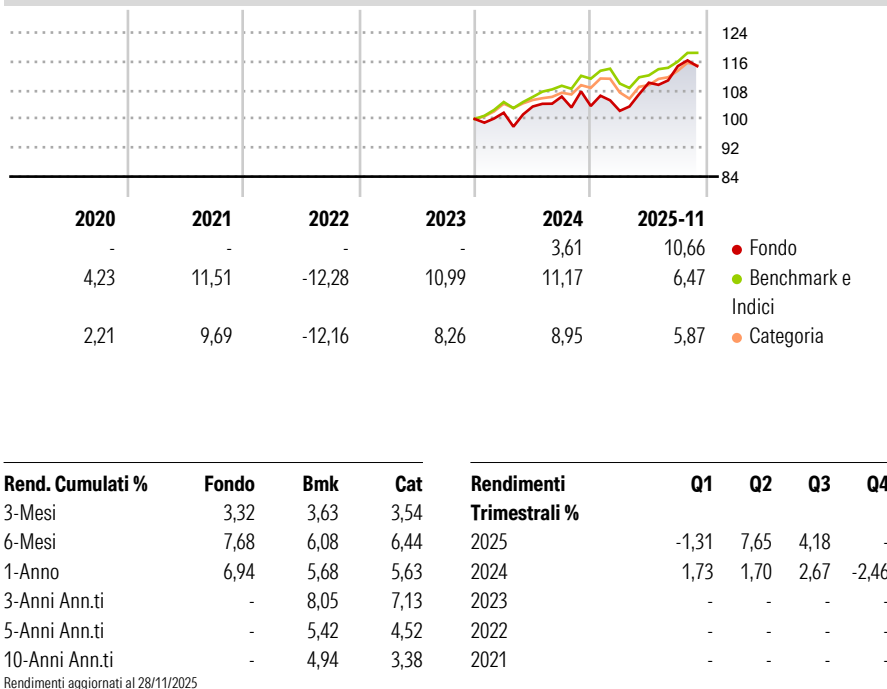 124
116
108
100
92
84
2020 2021 2022 2023 2024 2025-11
- - - - 3,61 10,66 Fondo
4,23 11,51 -12,28 10,99 11,17 6,47 Benchmark e
Indici
2,21 9,69 -12,16 8,26 8,95 5,87 Categoria
Rend. Cumulati % Fondo Bmk Cat
3-Mesi 3,32 3,63 3,54
6-Mesi 7,68 6,08 6,44
1-Anno 6,94 5,68 5,63
3-Anni Ann.ti - 8,05 7,13
5-Anni Ann.ti - 5,42 4,52
10-Anni Ann.ti - 4,94 3,38
Rendimenti aggiornati al 28/11/2025
Rendimenti Q1 Q2 Q3 Q4
Trimestrali %
2025 -1,31 7,65 4,18 -
2024 1,73 1,70 2,67 -2,46
2023 - - - -
2022 - - - -
2021 - - - -